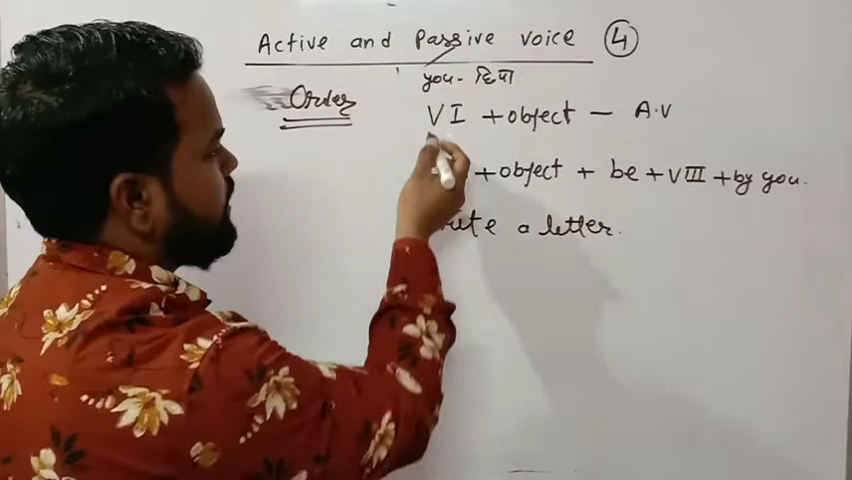 Active and Passive voice 4
you - छिपा
Order
VI + object - A.V
+ object + be + VIII + by you.
a letter.